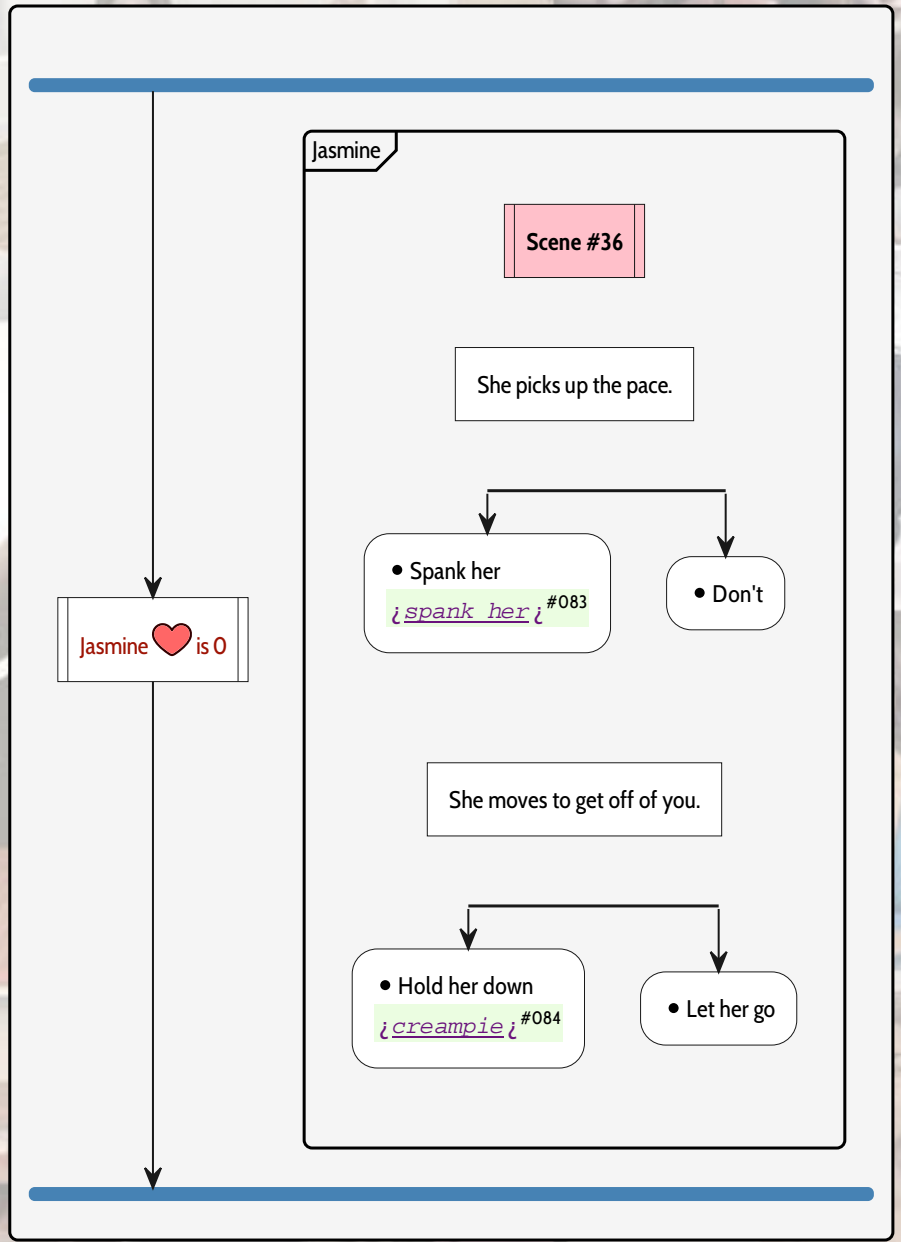 Jasmine
Scene #36
She picks up the pace.
• Spank her
¿spank her¿#083
• Don't
Jasmine ❤ is 0
She moves to get off of you.
• Hold her down
¿creampie¿#084
• Let her go